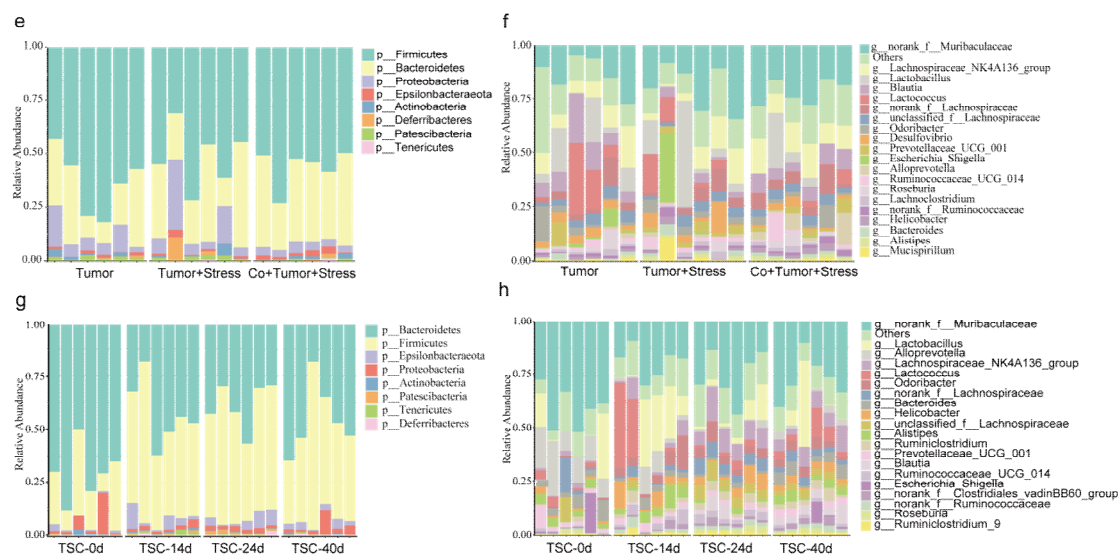 e
1.00
0.75
0.50
0.25
0.00
Relative Abundance
Tumor
Tumor+Stress
Co+Tumor+Stress
p__Firmicutes
p__Bacteroidetes
p__Proteobacteria
p__Epsilonbacteraeota
p__Actinobacteria
p__Deferribacteres
p__Patescibacteria
p__Tenericutes
f
1.00
0.75
0.50
0.25
0.00
Relative Abundance
Tumor
Tumor+Stress
Co+Tumor+Stress
g__norank_f__Muribaculaceae
Others
g__Lachnospiraceae_NK4A136_group
g__Lactobacillus
g__Blautia
g__Lactococcus
g__norank_f__Lachnospiraceae
g__unclassified_f__Lachnospiraceae
g__Odoribacter
g__Desulfovibrio
g__Prevotellaceae_UCG_001
g__Escherichia_Shigella
g__Alloprevotella
g__Ruminococcaceae_UCG_014
g__Roseburia
g__Lachnoclostridium
g__norank_f__Ruminococcaceae
g__Helicobacter
g__Bacteroides
g__Alistipes
g__Mucispirillum
g
1.00
0.75
0.50
0.25
0.00
Relative Abundance
TSC-0d
TSC-14d
TSC-24d
TSC-40d
p__Bacteroidetes
p__Firmicutes
p__Epsilonbacteraeota
p__Proteobacteria
p__Actinobacteria
p__Patescibacteria
p__Tenericutes
p__Deferribacteres
h
1.00
0.75
0.50
0.25
0.00
Relative Abundance
TSC-0d
TSC-14d
TSC-24d
TSC-40d
g__norank_f__Muribaculaceae
Others
g__Lactobacillus
g__Alloprevotella
g__Lachnospiraceae_NK4A136_group
g__Lactococcus
g__Odoribacter
g__norank_f__Lachnospiraceae
g__Bacteroides
g__Helicobacter
g__unclassified_f__Lachnospiraceae
g__Alistipes
g__Ruminiclostridium
g__Prevotellaceae_UCG_001
g__Blautia
g__Ruminococcaceae_UCG_014
g__Escherichia_Shigella
g__norank_f__Clostridiales_vadinBB60_group
g__norank_f__Ruminococcaceae
g__Roseburia
g__Ruminiclostridium_9